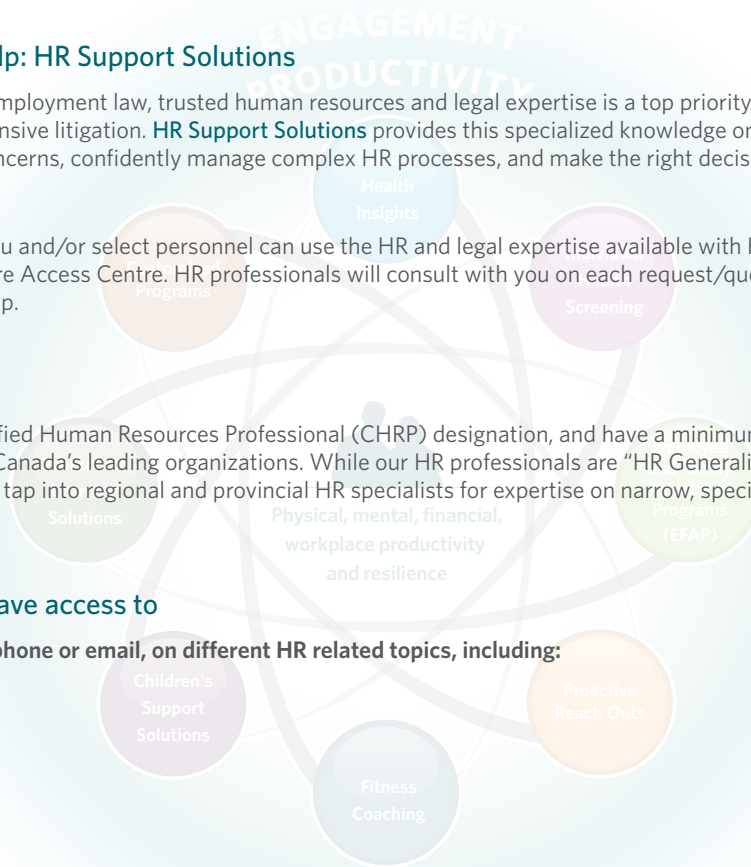 ENGAGEMENT
PRODUCTIVITY
lp: HR Support Solutions
mployment law, trusted human resources and legal expertise is a top priority
nsive litigation. HR Support Solutions provides this specialized knowledge or
ncerns, confidently manage complex HR processes, and make the right decis
Health
Insights
u and/or select personnel can use the HR and legal expertise available with
re Access Centre. HR professionals will consult with you on each request/que
Programs
Screening
p.
fied Human Resources Professional (CHRP) designation, and have a minimum
Canada's leading organizations. While our HR professionals are "HR Generali
tap into regional and provincial HR specialists for expertise on narrow, speci
Solutions
Programs
(EFAP)
Physical, mental, financial,
workplace productivity
and resilience
ave access to
phone or email, on different HR related topics, including:
Children's
Support
Solutions
Proactive
Reach Outs
Fitness
Coaching